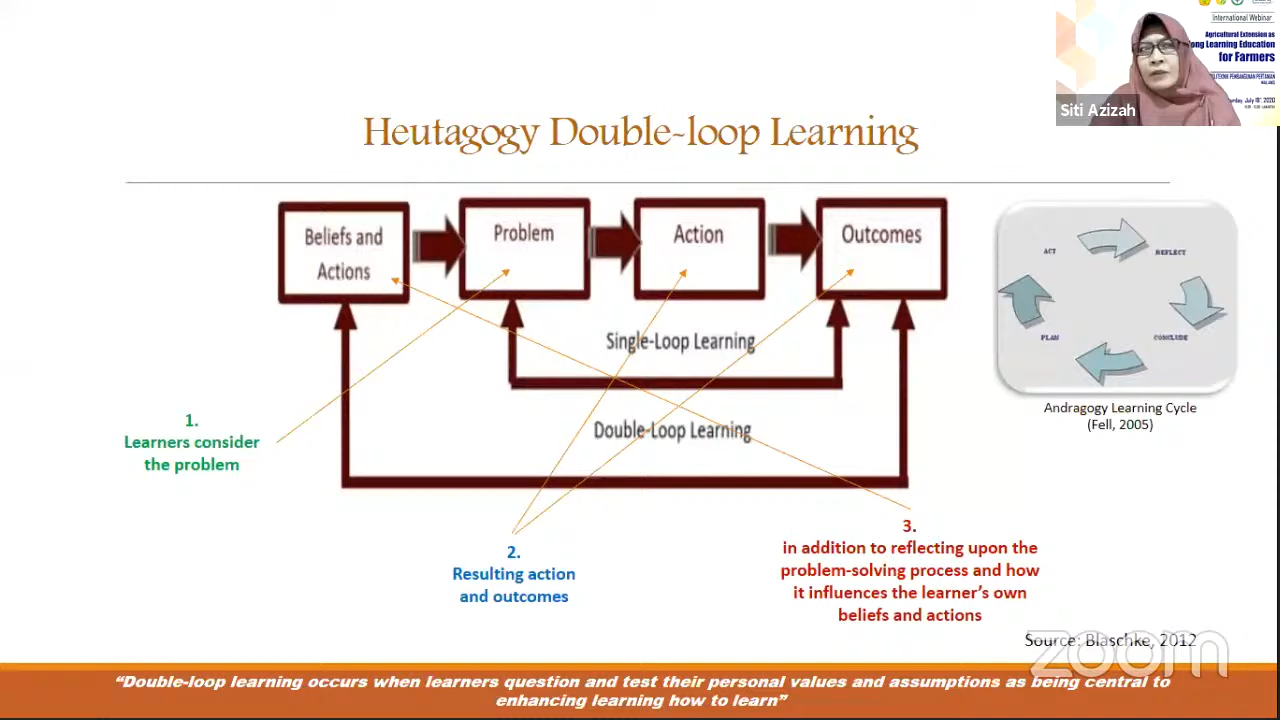 International Webinar
Agricultural Extension as
ong Learning Education
for Farmers
MALANG
Siti Azizah
Heutagogy Double-loop Learning
Beliefs and
Actions
Problem
Action
Outcomes
Single-Loop Learning
Double-Loop Learning
ACT
REFLECT
PLAN
CONCLUDE
Andragogy Learning Cycle
(Fell, 2005)
1.
Learners consider
the problem
2.
Resulting action
and outcomes
3.
in addition to reflecting upon the
problem-solving process and how
it influences the learner's own
beliefs and actions
Source: Blaschke, 2012
zoom
“Double-loop learning occurs when learners question and test their personal values and assumptions as being central to
enhancing learning how to learn”